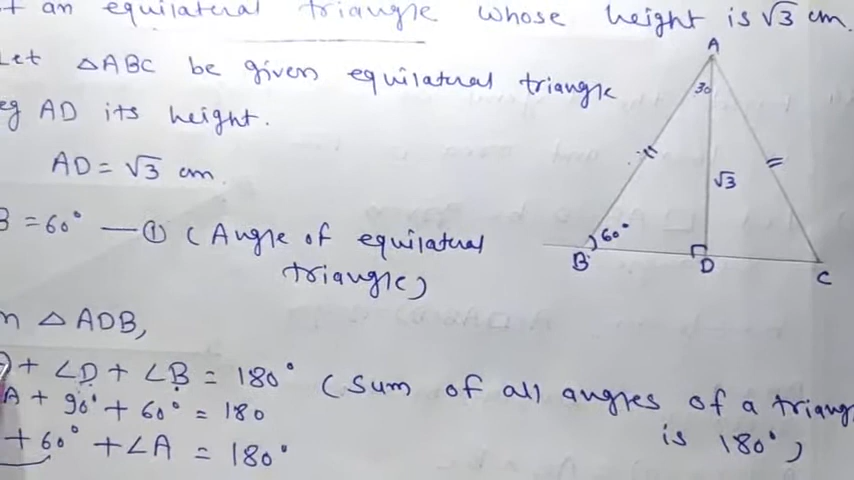 an equilateral triangle whose height is √3 cm.
Let △ABC be given equilateral triangle
AD its height.
AD = √3 cm
B = 60° — ① (Angle of equilateral
triangle)
△ADB,
+ ∠D + ∠B = 180° (Sum of all angles of a triang
A + 90° + 60° = 180
is 180°)
+ 60° + ∠A = 180°
A
30
√3
60°
B
D
C